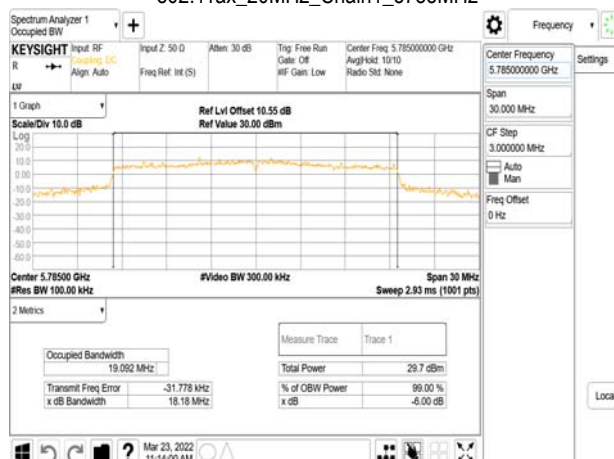 802.11ax_20MHz_Chain1_5785MHz
Spectrum Analyzer 1
Occupied BW
Frequency
KEYSIGHT Input: RF Input Z: 50 Ω Atten: 30 dB Trig: Free Run Center Freq: 5.785000000 GHz
R Coupling: DC Gate: Off Avg|Hold: 10/10
Align: Auto Freq Ref: Int (S) #IF Gain: Low Radio Std: None
Center Frequency
5.785000000 GHz
Settings
Span
30.000 MHz
CF Step
3.000000 MHz
Auto
Man
Freq Offset
0 Hz
Local
1 Graph
Ref Lvl Offset 10.55 dB
Scale/Div 10.0 dB Ref Value 30.00 dBm
Log
20.0
10.0
0.00
-10.0
-20.0
-30.0
-40.0
-50.0
-60.0
Center 5.78500 GHz #Video BW 300.00 kHz Span 30 MHz
#Res BW 100.00 kHz Sweep 2.93 ms (1001 pts)
2 Metrics
Measure Trace Trace 1
Occupied Bandwidth
19.092 MHz Total Power 29.7 dBm
Transmit Freq Error -31.778 kHz % of OBW Power 99.00 %
x dB Bandwidth 18.18 MHz x dB -6.00 dB
Mar 23, 2022
11:14:00 AM